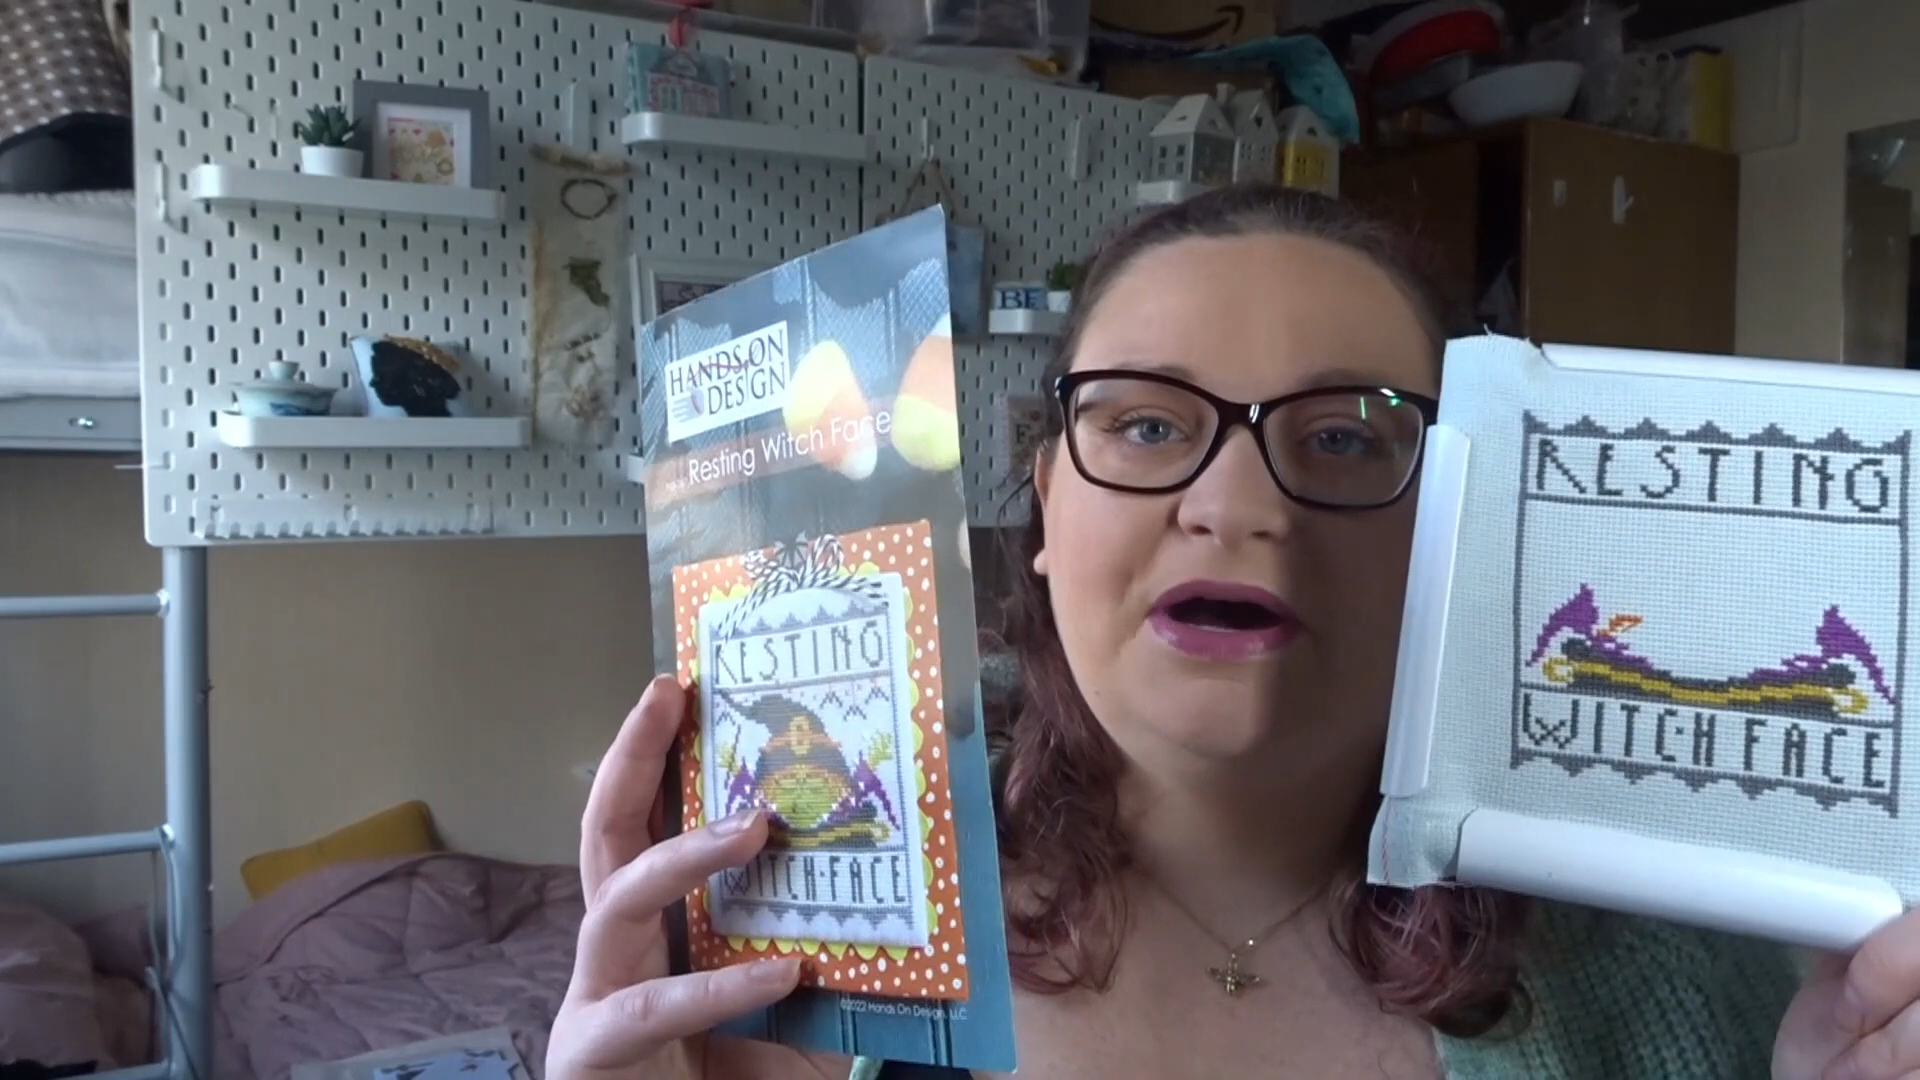 HANDS ON
DESIGN
Resting Witch Face
RESTING
WITCH·FACE
©2022 Hands On Design, LLC
BE
RESTING
WITCH·FACE